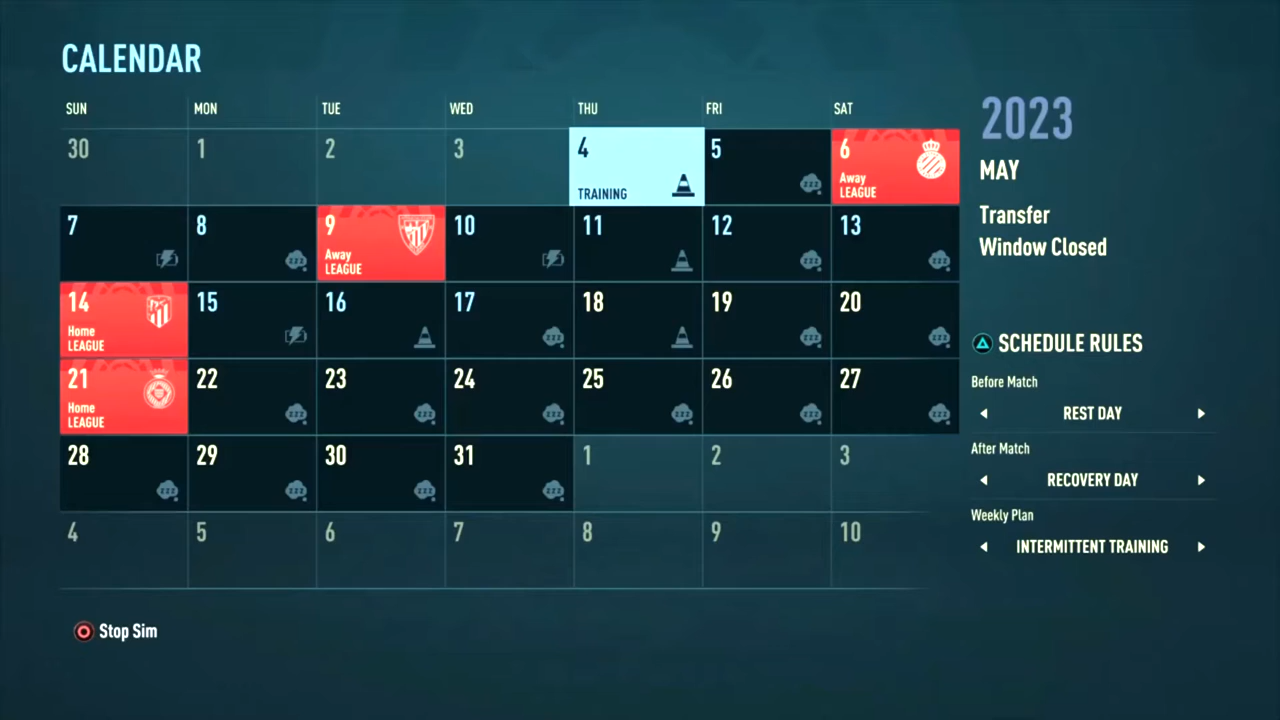 CALENDAR
SUN MON TUE WED THU FRI SAT
30 1 2 3 4 5 6
TRAINING
Away
LEAGUE
7 8 9 10 11 12 13
Away
LEAGUE
14 15 16 17 18 19 20
Home
LEAGUE
21 22 23 24 25 26 27
Home
LEAGUE
28 29 30 31 1 2 3
4 5 6 7 8 9 10
Stop Sim
2023
MAY
Transfer
Window Closed
SCHEDULE RULES
Before Match
REST DAY
After Match
RECOVERY DAY
Weekly Plan
INTERMITTENT TRAINING